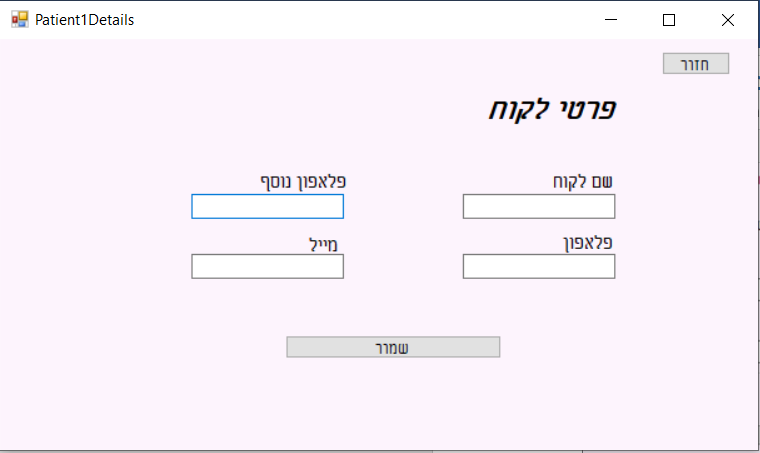 Patient1Details
חזור
פרטי לקוח
שם לקוח
פלאפון נוסף
פלאפון
מייל
שמור